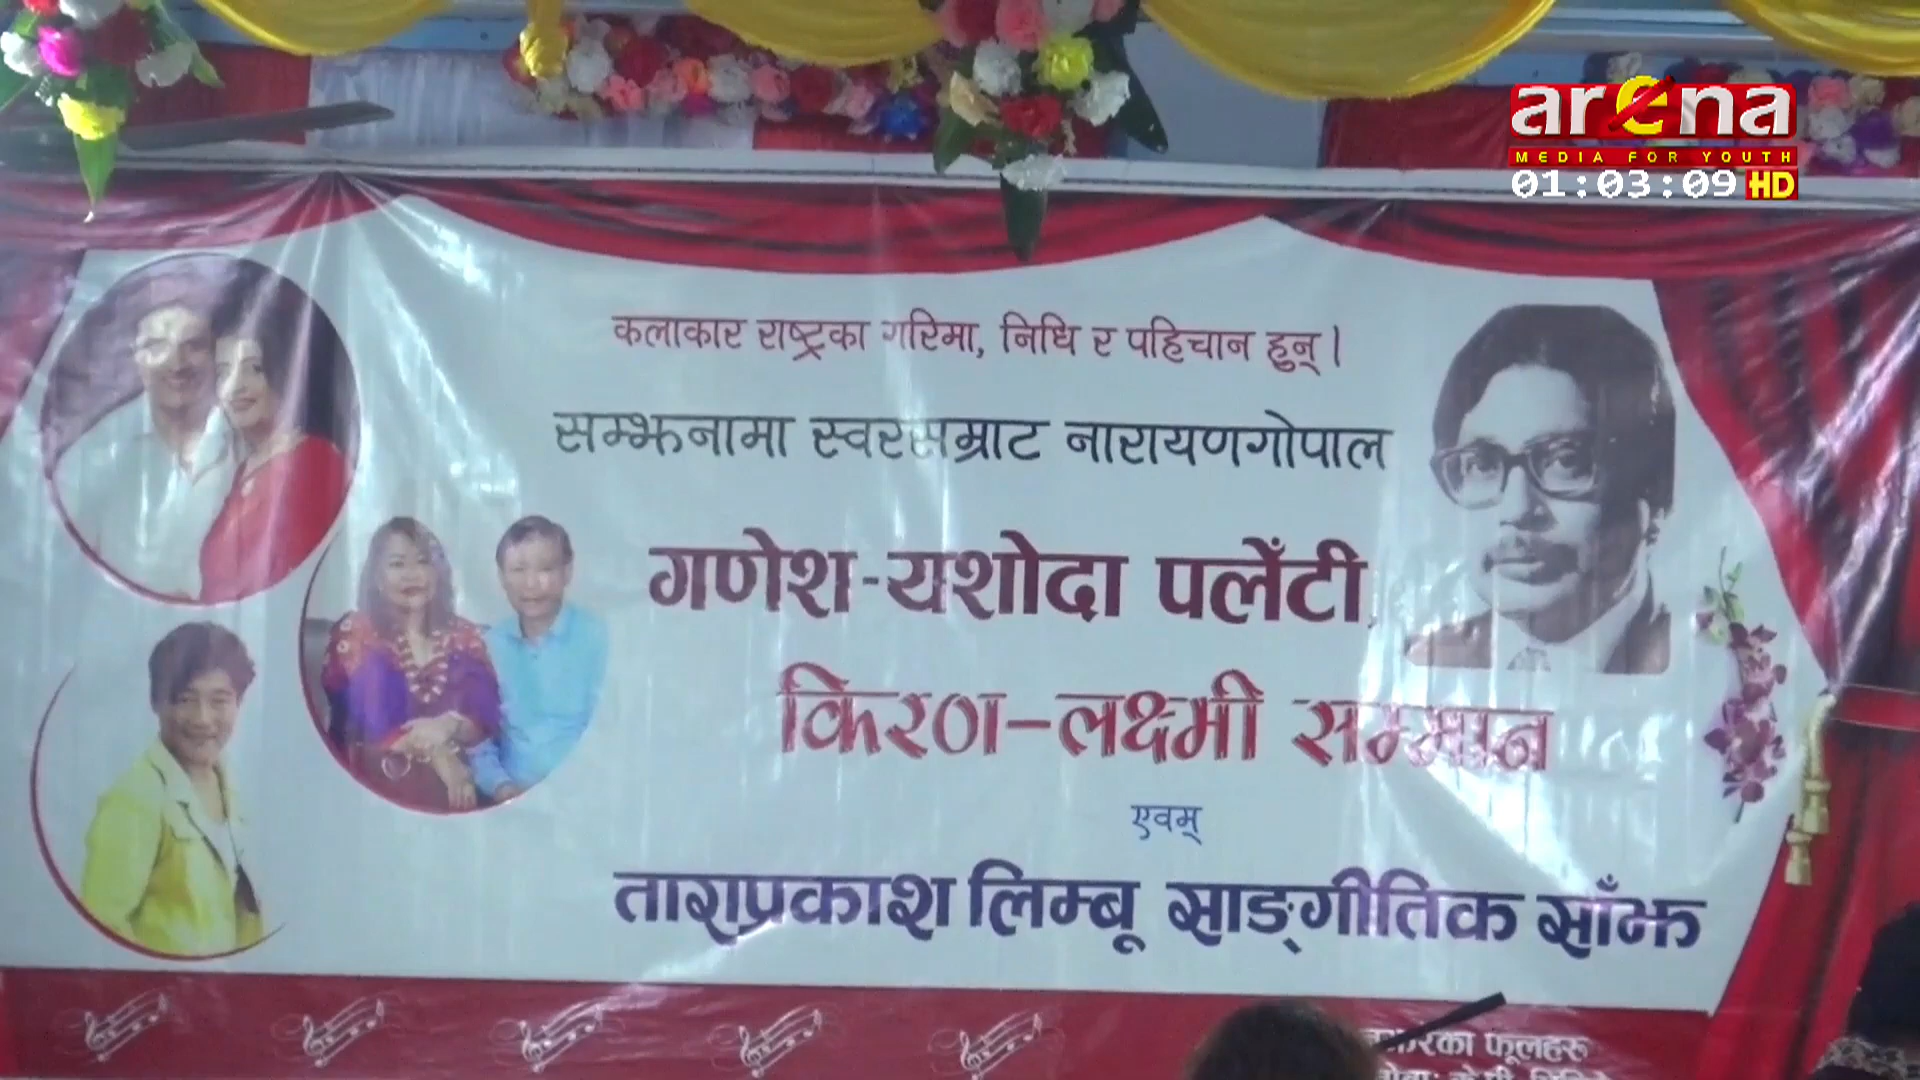 arena
MEDIA FOR YOUTH
01:03:09 HD
कलाकार राष्ट्रका गरिमा, निधि र पहिचान हुन्।
सम्झनामा स्वरसम्राट नारायणगोपाल
गणेश-यशोदा पलेँटी
किरण-लक्ष्मी सम्मान
एवम्
ताराप्रकाश लिम्बू साङ्गीतिक साँझ
फूलहरू